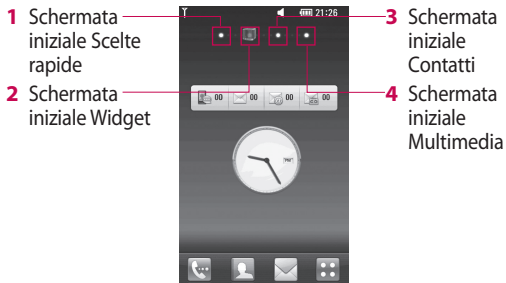 1 Schermata
iniziale Scelte
rapide
2 Schermata
iniziale Widget
21:26
00 00 00 00
3 Schermata
iniziale
Contatti
4 Schermata
iniziale
Multimedia